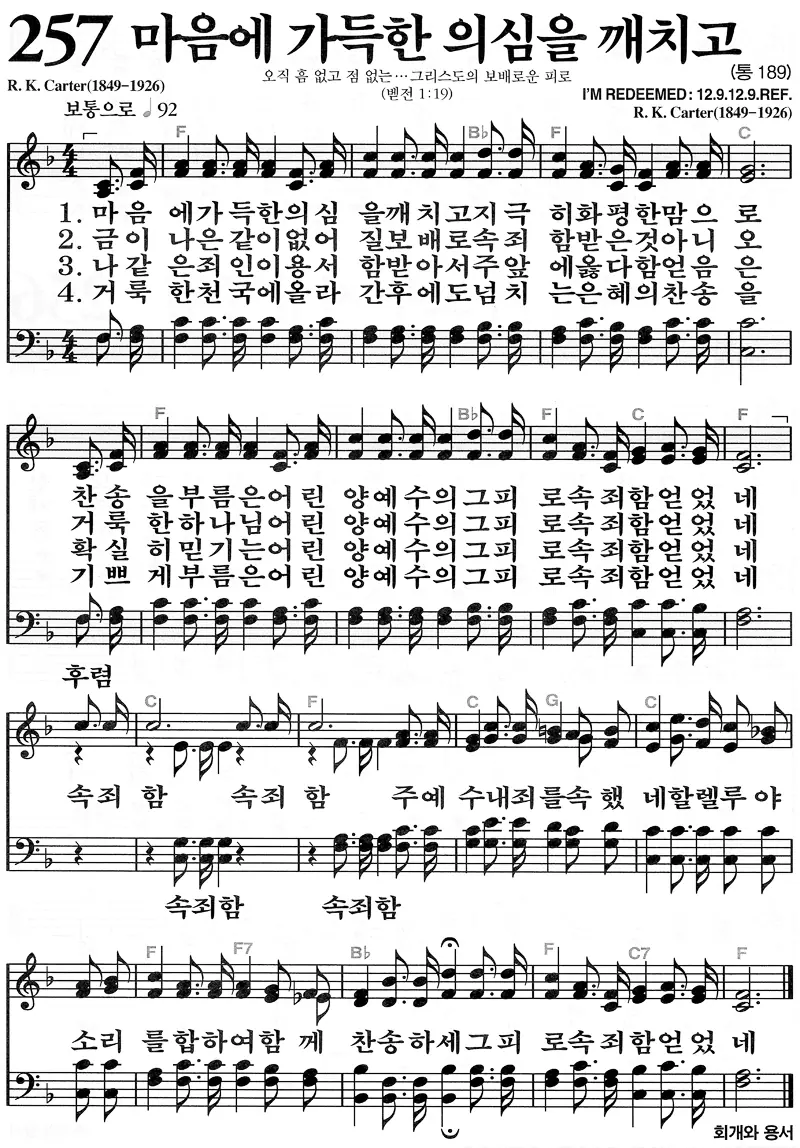 257 마음에 가득한 의심을 깨치고
오직 흠 없고 점 없는…그리스도의 보배로운 피로
(통 189)
R. K. Carter(1849-1926)
(벧전 1:19)
I'M REDEEMED: 12.9.12.9.REF.
보통으로 ♩92
R. K. Carter(1849-1926)
F B♭ F C
4 4
1. 마음 에가득한의심 을깨치고지극 히화평한맘으 로
2. 금이 나은같이없어 질보배로속죄 함받은것아니 오
3. 나같 은죄인이용서 함받아서주앞 에옳다함얻음 은
4. 거룩 한천국에올라 간후에도넘치 는은혜의찬송 을
4 4
F B♭ F C F
찬송 을부름은어린 양예수의그피 로속죄함얻었 네
거룩 한하나님어린 양예수의그피 로속죄함얻었 네
확실 히믿기는어린 양예수의그피 로속죄함얻었 네
기쁘 게부름은어린 양예수의그피 로속죄함얻었 네
후렴
C F C G C
속죄 함 속죄 함 주예 수내죄를속했 네할렐루야
속죄함 속죄함
F F7 B♭ F C7 F
소리 를합하여함께 찬송하세그피 로속죄함얻었 네
회개와 용서